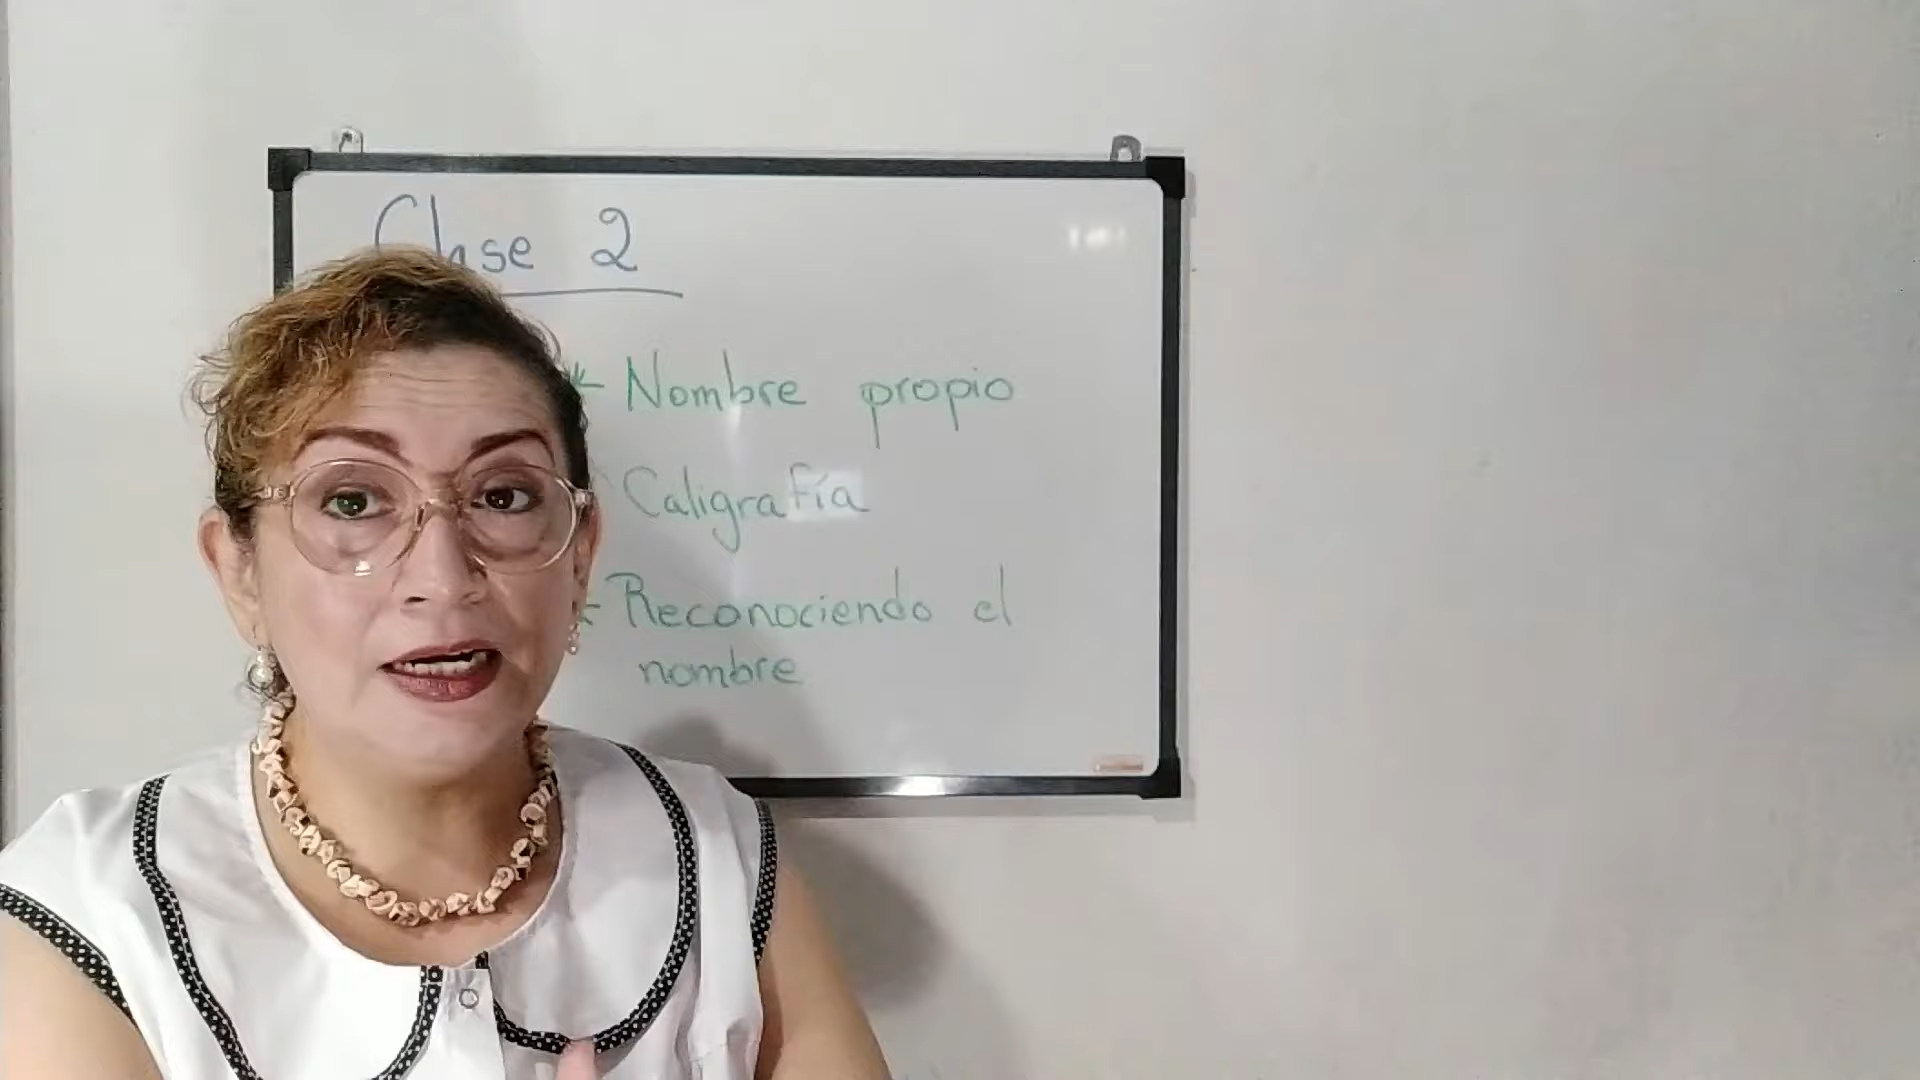 Clase 2
* Nombre propio
Caligrafía
* Reconociendo el
nombre